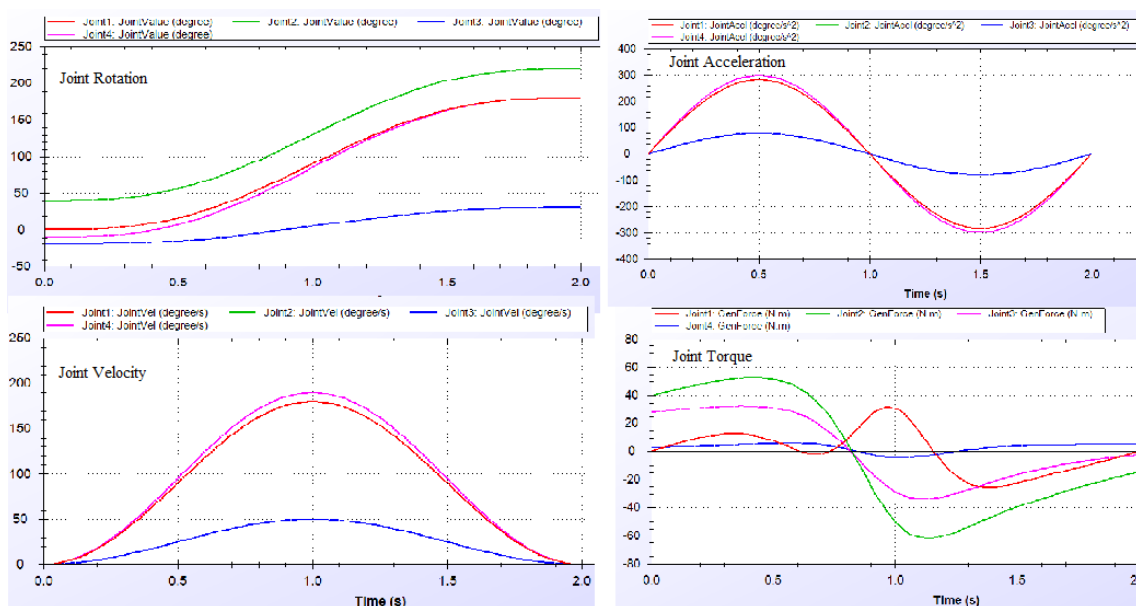 Joint1: JointValue (degree) Joint2: JointValue (degree) Joint3: JointValue (degree)
Joint4: JointValue (degree)
250
Joint Rotation
200
160
100
50
0
-50
0.0 0.5 1.0 1.5 2.0
Joint1: JointAccl (degree/s^2) Joint2: JointAccl (degree/s^2) Joint3: JointAccl (degree/s^2)
Joint4: JointAccl (degree/s^2)
400
Joint Acceleration
300
200
100
0
-100
-200
-300
-400
0.0 0.5 1.0 1.5 2.0
Time (s)
Joint1: JointVel (degree/s) Joint2: JointVel (degree/s) Joint3: JointVel (degree/s)
Joint4: JointVel (degree/s)
250
Joint Velocity
200
190
100
50
0
0.0 0.5 1.0 1.5 2.0
Time (s)
Joint1: GenForce (N.m) Joint2: GenForce (N.m) Joint3: GenForce (N.m)
Joint4: GenForce (N.m)
80
Joint Torque
60
40
20
0
-20
-40
-60
-80
0.0 0.5 1.0 1.5 2
Time (s)